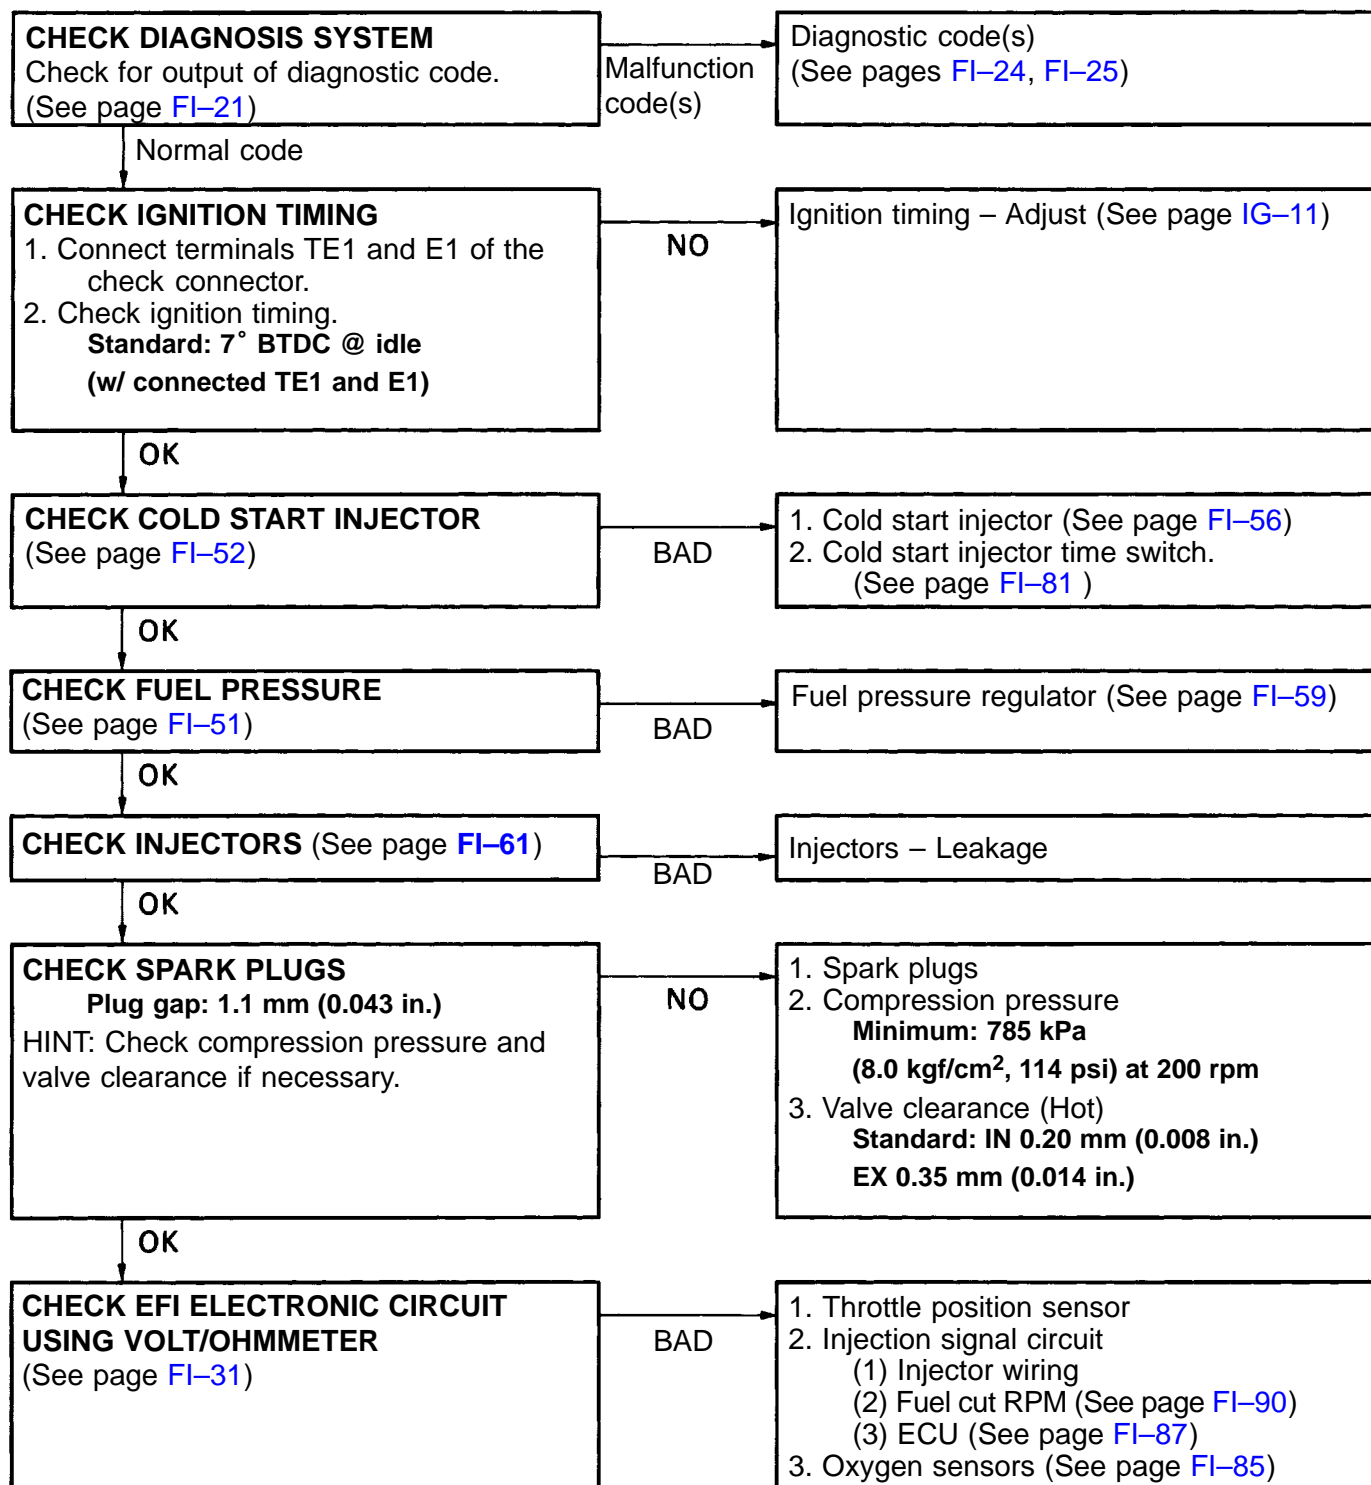 CHECK DIAGNOSIS SYSTEM
Check for output of diagnostic code.
(See page FI–21)
Malfunction
code(s)
Diagnostic code(s)
(See pages FI–24, FI–25)
Normal code
CHECK IGNITION TIMING
1. Connect terminals TE1 and E1 of the
check connector.
2. Check ignition timing.
Standard: 7° BTDC @ idle
(w/ connected TE1 and E1)
NO
Ignition timing – Adjust (See page IG–11)
OK
CHECK COLD START INJECTOR
(See page FI–52)
BAD
1. Cold start injector (See page FI–56)
2. Cold start injector time switch.
(See page FI–81 )
OK
CHECK FUEL PRESSURE
(See page FI–51)
BAD
Fuel pressure regulator (See page FI–59)
OK
CHECK INJECTORS (See page FI–61)
BAD
Injectors – Leakage
OK
CHECK SPARK PLUGS
Plug gap: 1.1 mm (0.043 in.)
HINT: Check compression pressure and
valve clearance if necessary.
NO
1. Spark plugs
2. Compression pressure
Minimum: 785 kPa
(8.0 kgf/cm², 114 psi) at 200 rpm
3. Valve clearance (Hot)
Standard: IN 0.20 mm (0.008 in.)
EX 0.35 mm (0.014 in.)
OK
CHECK EFI ELECTRONIC CIRCUIT
USING VOLT/OHMMETER
(See page FI–31)
BAD
1. Throttle position sensor
2. Injection signal circuit
(1) Injector wiring
(2) Fuel cut RPM (See page FI–90)
(3) ECU (See page FI–87)
3. Oxygen sensors (See page FI–85)